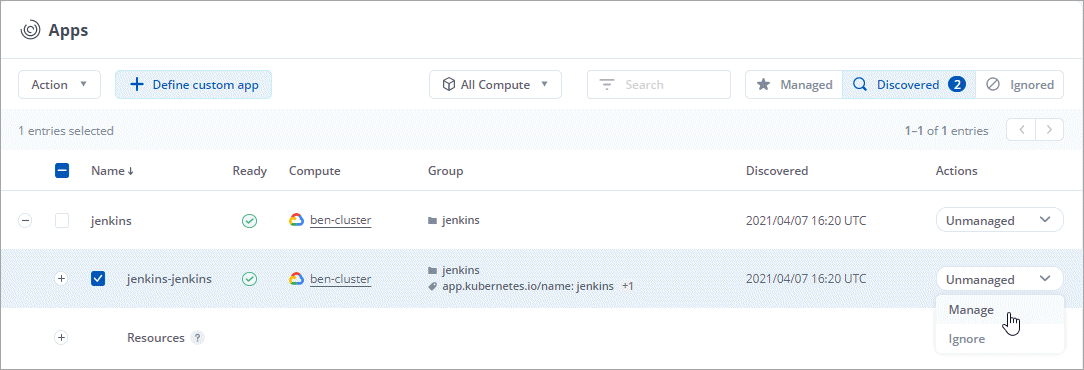 Apps
Action Define custom app All Compute Search Managed Discovered 2 Ignored
1 entries selected 1–1 of 1 entries
Name Ready Compute Group Discovered Actions
jenkins ben-cluster jenkins 2021/04/07 16:20 UTC Unmanaged
jenkins-jenkins ben-cluster jenkins 2021/04/07 16:20 UTC Unmanaged
app.kubernetes.io/name: jenkins +1
Manage
Resources ? Ignore